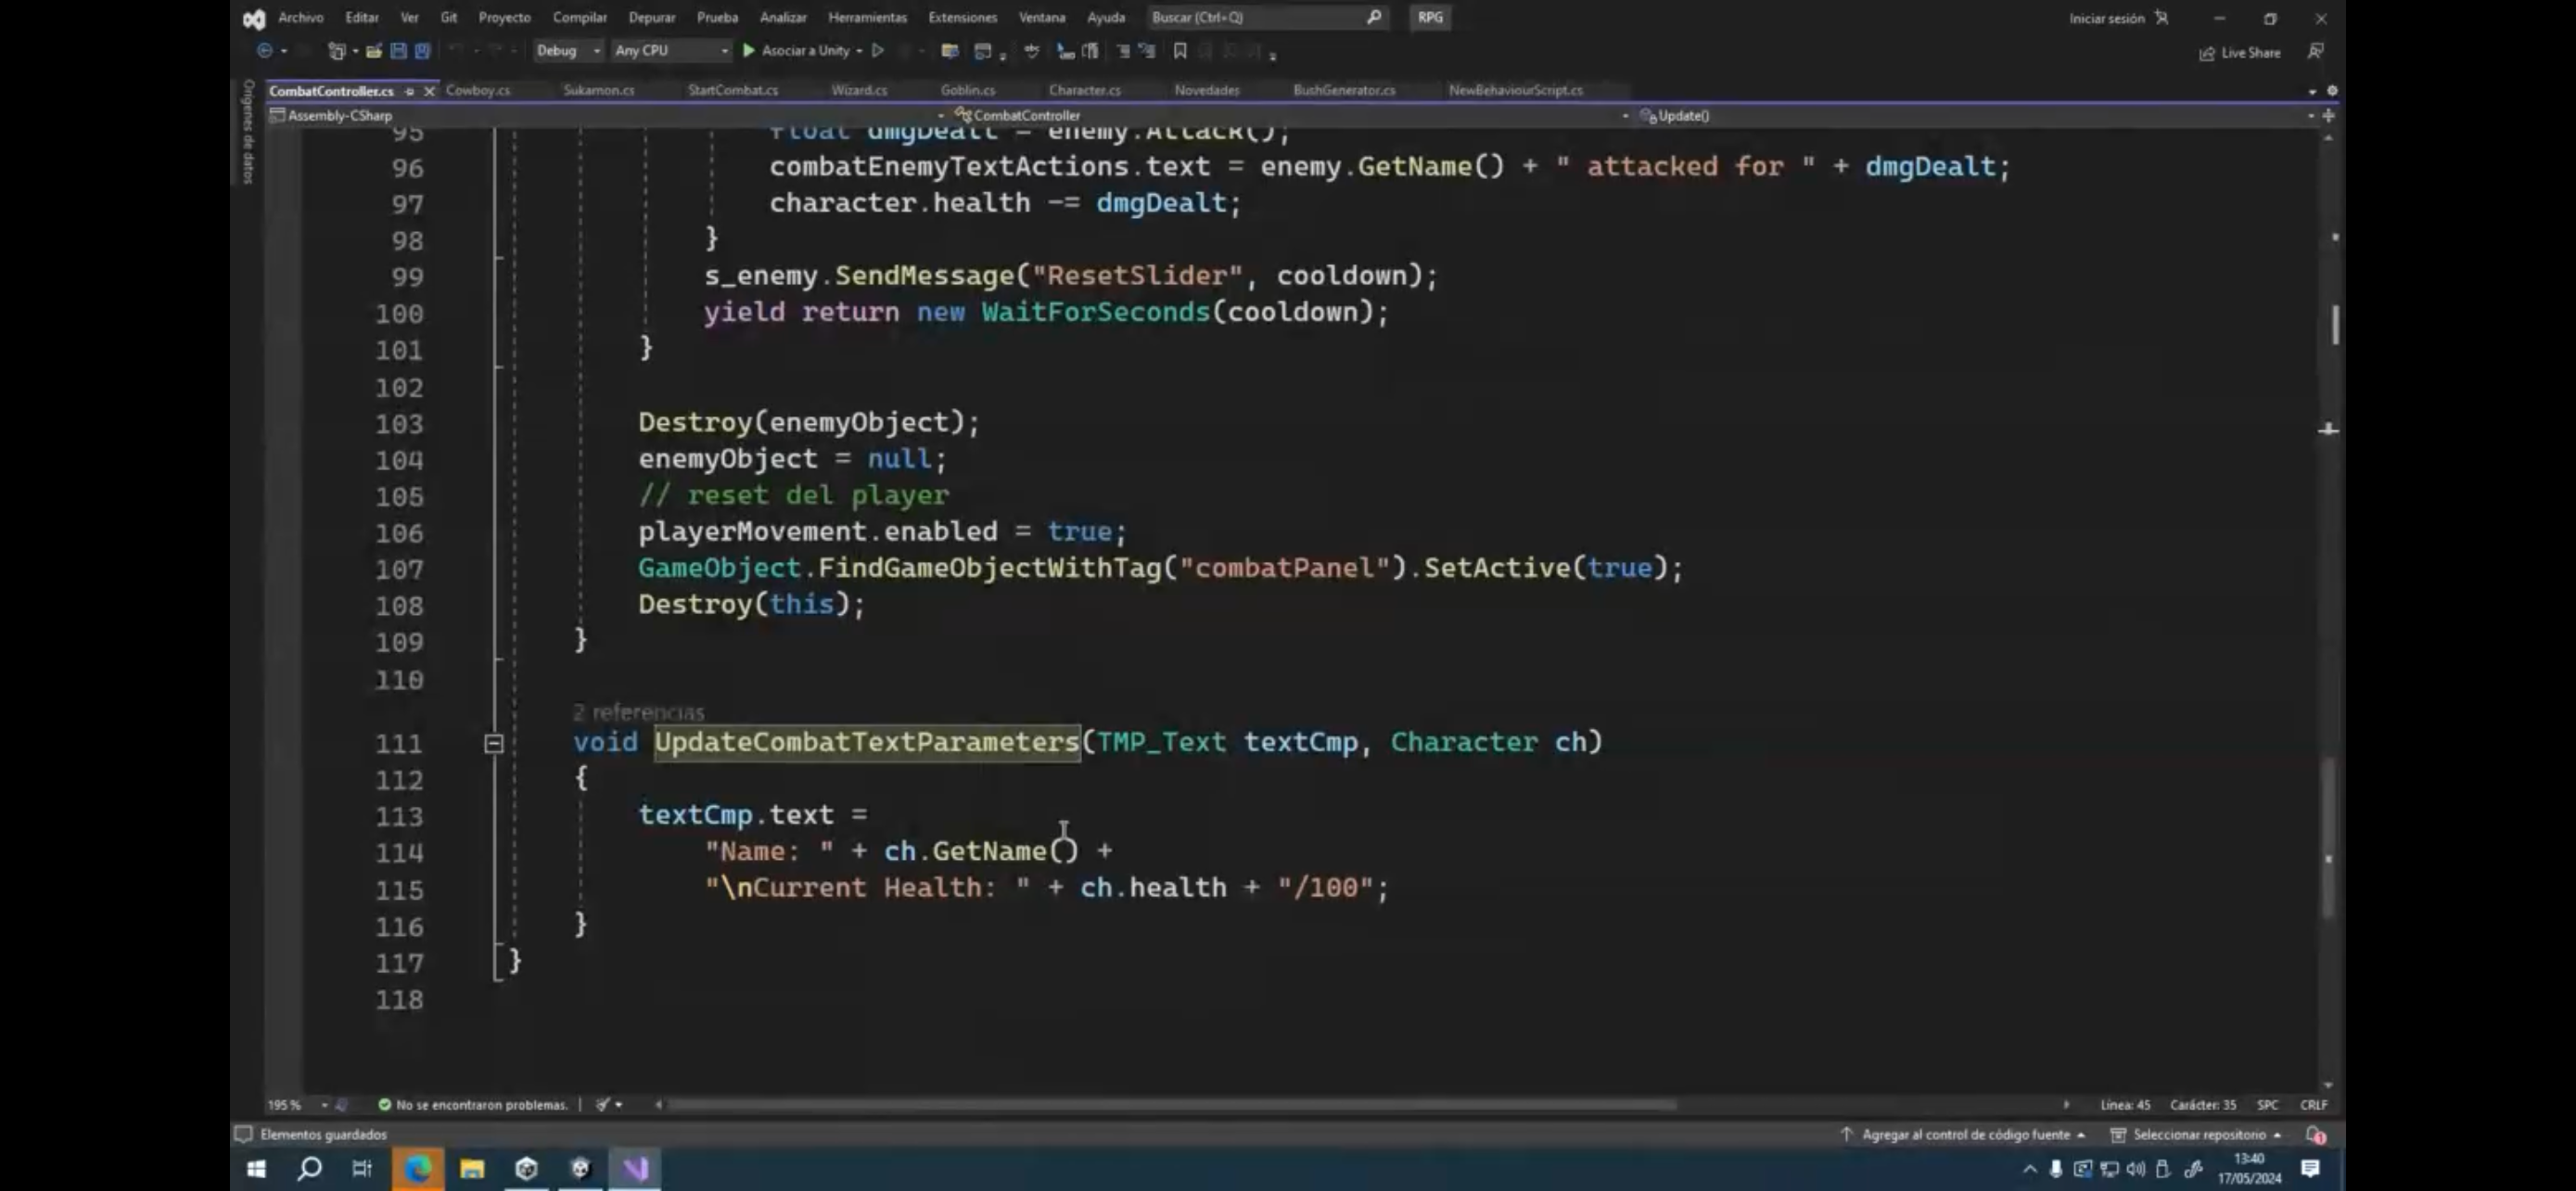 Archivo Editar Ver Git Proyecto Compilar Depurar Prueba Analizar Herramientas Extensiones Ventana Ayuda Buscar (Ctrl+Q) RPG Iniciar sesión
Debug Any CPU Asociar a Unity Live Share
CombatController.cs Cowboy.cs Sukamon.cs StartCombat.cs Wizard.cs Goblin.cs Character.cs Novedades BushGenerator.cs NewBehaviourScript.cs
Orígenes de datos
Assembly-CSharp CombatController Update()
95 float dmgDealt = enemy.Attack();
96 combatEnemyTextActions.text = enemy.GetName() + " attacked for " + dmgDealt;
97 character.health -= dmgDealt;
98 }
99 s_enemy.SendMessage("ResetSlider", cooldown);
100 yield return new WaitForSeconds(cooldown);
101 }
102
103 Destroy(enemyObject);
104 enemyObject = null;
105 // reset del player
106 playerMovement.enabled = true;
107 GameObject.FindGameObjectWithTag("combatPanel").SetActive(true);
108 Destroy(this);
109 }
110
2 referencias
111 void UpdateCombatTextParameters(TMP_Text textCmp, Character ch)
112 {
113 textCmp.text =
114 "Name: " + ch.GetName() +
115 "\nCurrent Health: " + ch.health + "/100";
116 }
117 }
118
195 % No se encontraron problemas. Línea: 45 Carácter: 35 SPC CRLF
Elementos guardados Agregar al control de código fuente Seleccionar repositorio 1
13:40
17/05/2024